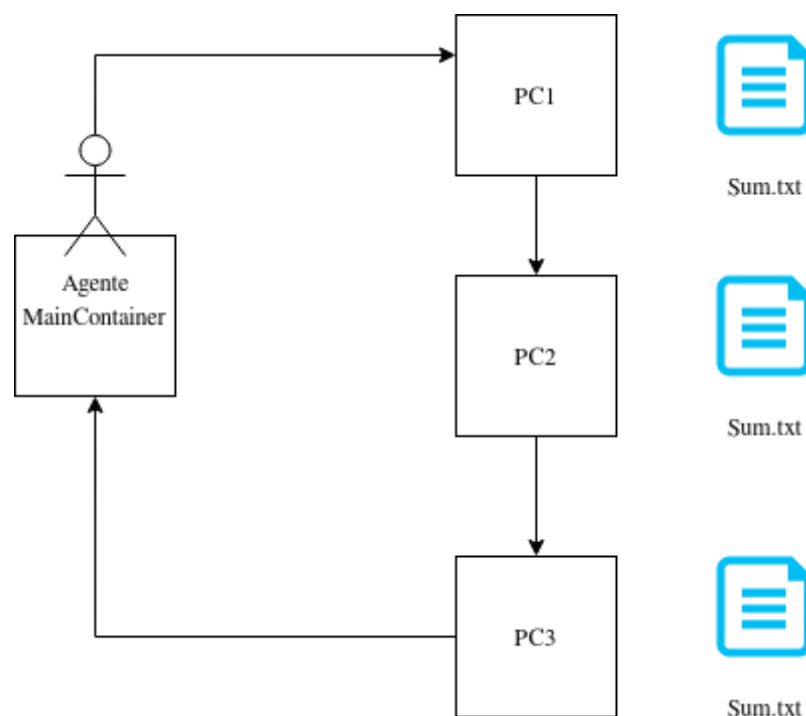 PC1
Sum.txt
Agente
MainContainer
PC2
Sum.txt
PC3
Sum.txt